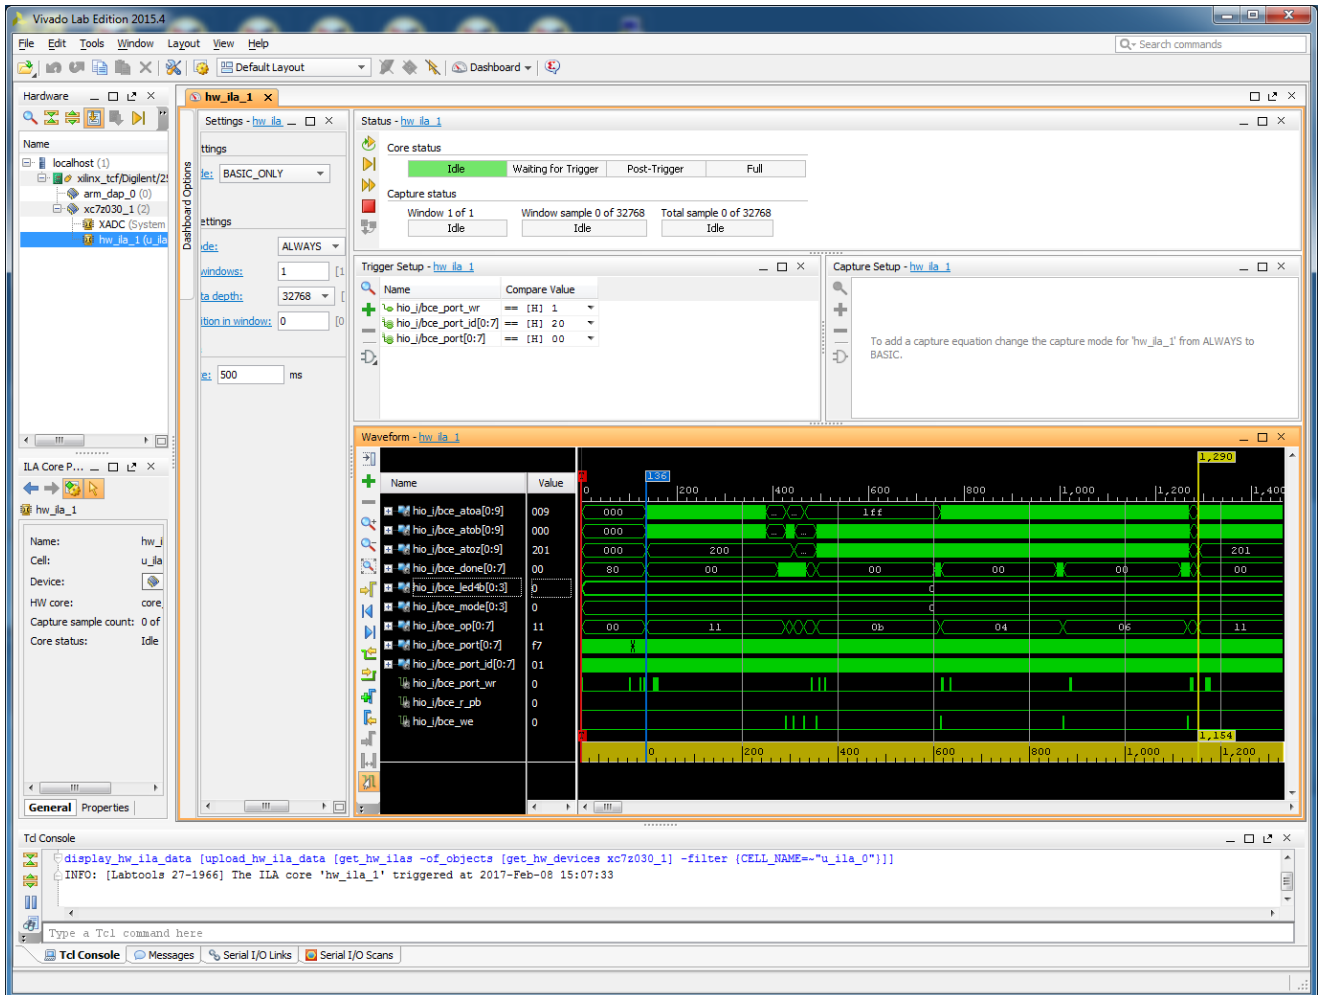 Vivado Lab Edition 2015.4
File Edit Tools Window Layout View Help
Search commands
Default Layout
Dashboard
Hardware
hw_ila_1
Name
localhost (1)
xilinx_tcf/Digilent/2
arm_dap_0 (0)
xc7z030_1 (2)
XADC (System
hw_ila_1 (u_ila
ILA Core P...
hw_ila_1
Name: hw_i
Cell: u_ila
Device:
HW core: core_
Capture sample count: 0 of
Core status: Idle
General Properties
Dashboard Options
Settings - hw_ila
ttings
de: BASIC_ONLY
ettings
ode: ALWAYS
windows: 1 [1
ta depth: 32768 [
ition in window: 0 [0
e: 500 ms
Status - hw_ila_1
Core status
Idle Waiting for Trigger Post-Trigger Full
Capture status
Window 1 of 1 Window sample 0 of 32768 Total sample 0 of 32768
Idle Idle Idle
Trigger Setup - hw_ila_1
Name Compare Value
hio_i/bce_port_wr == [H] 1
hio_i/bce_port_id[0:7] == [H] 20
hio_i/bce_port[0:7] == [H] 00
Capture Setup - hw_ila_1
To add a capture equation change the capture mode for 'hw_ila_1' from ALWAYS to
BASIC.
Waveform - hw_ila_1
1,290
Name Value 136
0 200 400 600 800 1,000 1,200 1,400
hio_i/bce_atoa[0:9] 009 000 ... ... 1ff
hio_i/bce_atob[0:9] 000 000 ... ...
hio_i/bce_atoz[0:9] 201 000 200 ... 201
hio_i/bce_done[0:7] 00 80 00 00 00 00 00
hio_i/bce_led4b[0:3] 0 0
hio_i/bce_mode[0:3] 0 0
hio_i/bce_op[0:7] 11 00 11 0b 04 06 11
hio_i/bce_port[0:7] f7
hio_i/bce_port_id[0:7] 01
hio_i/bce_port_wr 0
hio_i/bce_r_pb 0
hio_i/bce_we 0
1,154
0 200 400 600 800 1,000 1,200
Tcl Console
display_hw_ila_data [upload_hw_ila_data [get_hw_ilas -of_objects [get_hw_devices xc7z030_1] -filter {CELL_NAME=~"u_ila_0"}]]
INFO: [Labtools 27-1966] The ILA core 'hw_ila_1' triggered at 2017-Feb-08 15:07:33
Type a Tcl command here
Tcl Console Messages Serial I/O Links Serial I/O Scans